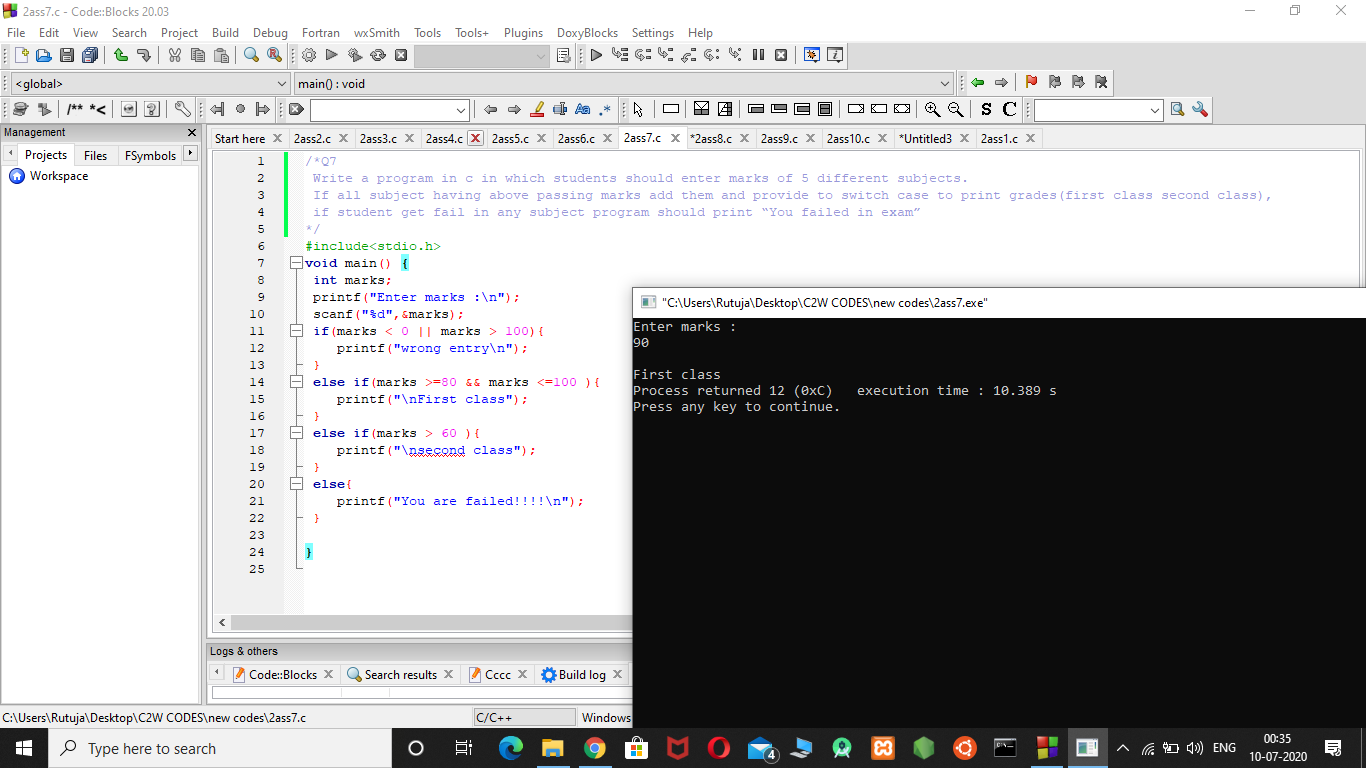 2ass7.c - Code::Blocks 20.03
File Edit View Search Project Build Debug Fortran wxSmith Tools Tools+ Plugins DoxyBlocks Settings Help
<global> main() : void
/** *<
Aa .* S C
Management
Projects Files FSymbols
Workspace
Start here 2ass2.c 2ass3.c 2ass4.c 2ass5.c 2ass6.c 2ass7.c *2ass8.c 2ass9.c 2ass10.c *Untitled3 2ass1.c
1 /*Q7
2 Write a program in c in which students should enter marks of 5 different subjects.
3 If all subject having above passing marks add them and provide to switch case to print grades(first class second class),
4 if student get fail in any subject program should print “You failed in exam”
5 */
6 #include<stdio.h>
7 void main() {
8 int marks;
9 printf("Enter marks :\n");
10 scanf("%d",&marks);
11 if(marks < 0 || marks > 100){
12 printf("wrong entry\n");
13 }
14 else if(marks >=80 && marks <=100 ){
15 printf("\nFirst class");
16 }
17 else if(marks > 60 ){
18 printf("\nsecond class");
19 }
20 else{
21 printf("You are failed!!!!\n");
22 }
23
24 }
25
"C:\Users\Rutuja\Desktop\C2W CODES\new codes\2ass7.exe"
Enter marks :
90
First class
Process returned 12 (0xC) execution time : 10.389 s
Press any key to continue.
Logs & others
Code::Blocks Search results Cccc Build log
C:\Users\Rutuja\Desktop\C2W CODES\new codes\2ass7.c C/C++ Windows
Type here to search
4
ENG
00:35
10-07-2020